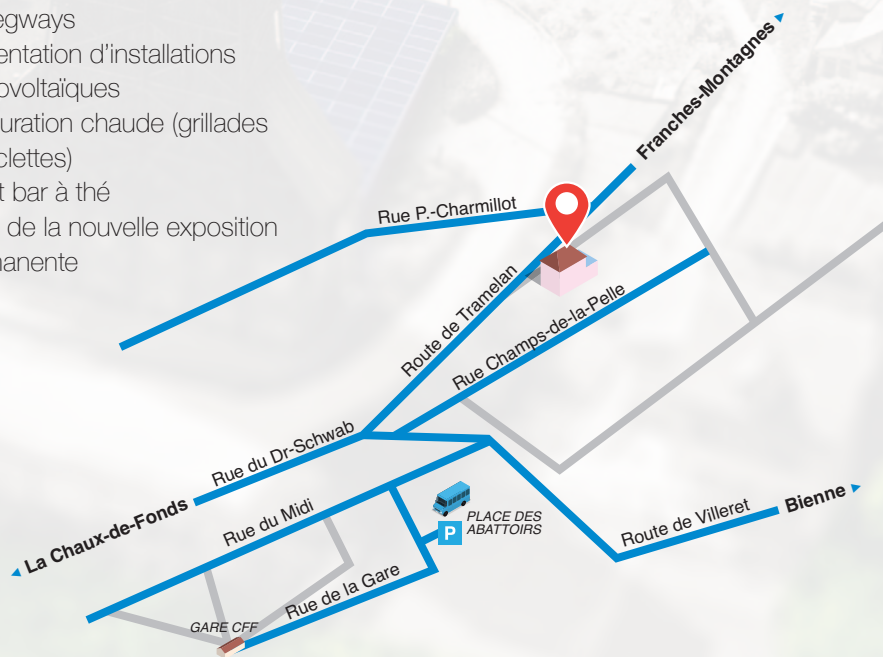 egways
entation d'installations
ovoltaïques
uration chaude (grillades
clettes)
t bar à thé
de la nouvelle exposition
anente
Franches-Montagnes
Rue P.-Charmillot
Route de Tramelan
Rue Champs-de-la-Pelle
Rue du Dr-Schwab
La Chaux-de-Fonds
Rue du Midi
P
PLACE DES
ABATTOIRS
Route de Villeret
Bienne
Rue de la Gare
GARE CFF